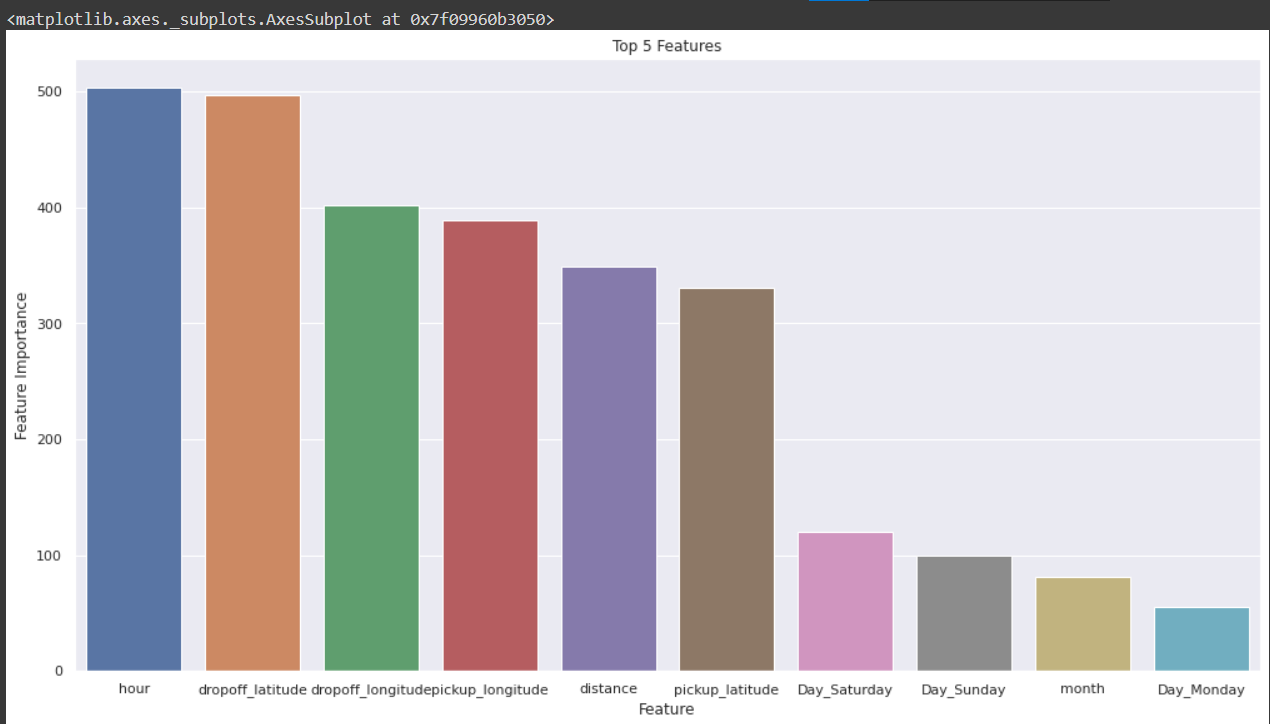 <matplotlib.axes._subplots.AxesSubplot at 0x7f09960b3050>
Top 5 Features
Feature Importance
500
400
300
200
100
0
hour dropoff_latitude dropoff_longitude pickup_longitude distance pickup_latitude Day_Saturday Day_Sunday month Day_Monday
Feature